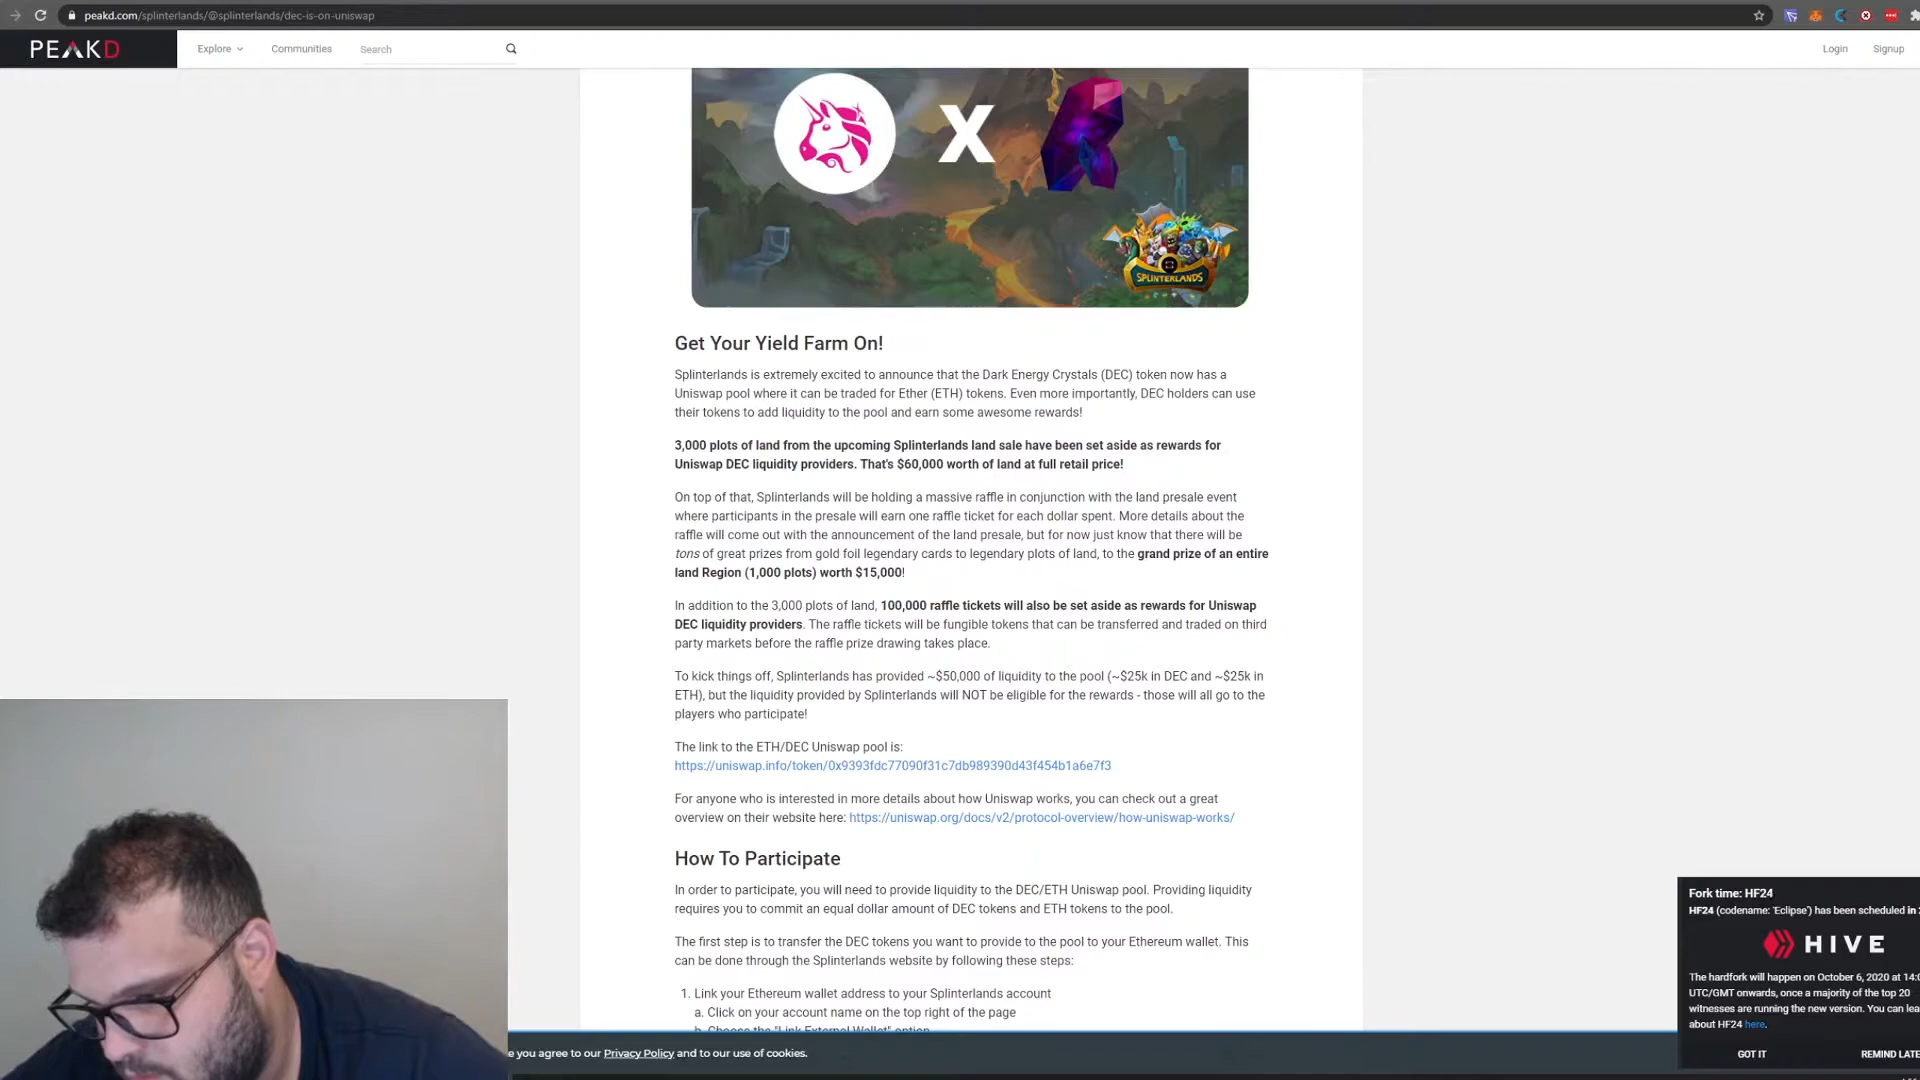 peakd.com/splinterlands/@splinterlands/dec-is-on-uniswap
PEAKD
Explore
Communities
Search
Login
Signup
X
SPLINTERLANDS
Get Your Yield Farm On!
Splinterlands is extremely excited to announce that the Dark Energy Crystals (DEC) token now has a
Uniswap pool where it can be traded for Ether (ETH) tokens. Even more importantly, DEC holders can use
their tokens to add liquidity to the pool and earn some awesome rewards!
3,000 plots of land from the upcoming Splinterlands land sale have been set aside as rewards for
Uniswap DEC liquidity providers. That's $60,000 worth of land at full retail price!
On top of that, Splinterlands will be holding a massive raffle in conjunction with the land presale event
where participants in the presale will earn one raffle ticket for each dollar spent. More details about the
raffle will come out with the announcement of the land presale, but for now just know that there will be
tons of great prizes from gold foil legendary cards to legendary plots of land, to the grand prize of an entire
land Region (1,000 plots) worth $15,000!
In addition to the 3,000 plots of land, 100,000 raffle tickets will also be set aside as rewards for Uniswap
DEC liquidity providers. The raffle tickets will be fungible tokens that can be transferred and traded on third
party markets before the raffle prize drawing takes place.
To kick things off, Splinterlands has provided ~$50,000 of liquidity to the pool (~$25k in DEC and ~$25k in
ETH), but the liquidity provided by Splinterlands will NOT be eligible for the rewards - those will all go to the
players who participate!
The link to the ETH/DEC Uniswap pool is:
https://uniswap.info/token/0x9393fdc77090f31c7db989390d43f454b1a6e7f3
For anyone who is interested in more details about how Uniswap works, you can check out a great
overview on their website here: https://uniswap.org/docs/v2/protocol-overview/how-uniswap-works/
How To Participate
In order to participate, you will need to provide liquidity to the DEC/ETH Uniswap pool. Providing liquidity
requires you to commit an equal dollar amount of DEC tokens and ETH tokens to the pool.
The first step is to transfer the DEC tokens you want to provide to the pool to your Ethereum wallet. This
can be done through the Splinterlands website by following these steps:
1. Link your Ethereum wallet address to your Splinterlands account
a. Click on your account name on the top right of the page
b. Choose the "Link External Wallet" option
e you agree to our Privacy Policy and to our use of cookies.
Fork time: HF24
HF24 (codename: 'Eclipse') has been scheduled in
HIVE
The hardfork will happen on October 6, 2020 at 14:0
UTC/GMT onwards, once a majority of the top 20
witnesses are running the new version. You can lea
about HF24 here.
GOT IT
REMIND LATE